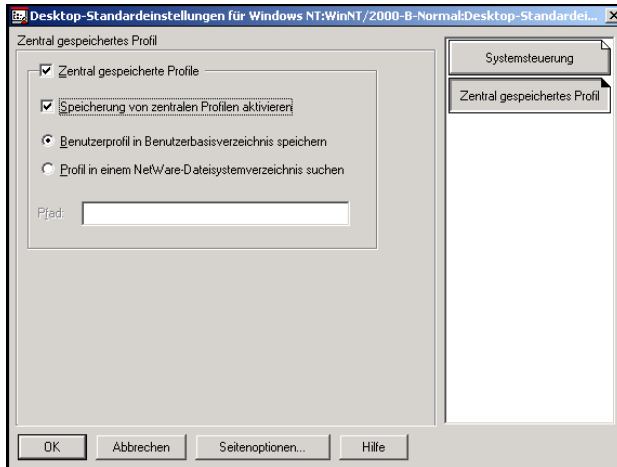 Desktop-Standardeinstellungen für Windows NT:WinNT/2000-B-Normal:Desktop-Standardei...
Zentral gespeichertes Profil
Zentral gespeicherte Profile
Speicherung von zentralen Profilen aktivieren
Benutzerprofil in Benutzerbasisverzeichnis speichern
Profil in einem NetWare-Dateisystemverzeichnis suchen
Pfad:
Systemsteuerung
Zentral gespeichertes Profil
OK
Abbrechen
Seitenoptionen...
Hilfe